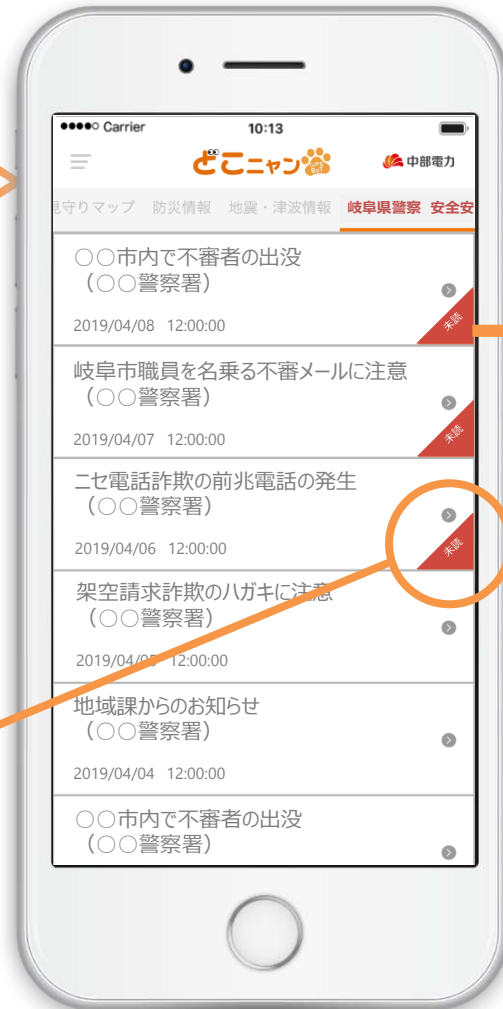 Carrier
10:13
どこニャン GPS BoT
中部電力
見守りマップ 防災情報 地震・津波情報 岐阜県警察 安全安
○○市内で不審者の出没
（○○警察署）
2019/04/08 12:00:00
未読
岐阜市職員を名乗る不審メールに注意
（○○警察署）
2019/04/07 12:00:00
未読
ニセ電話詐欺の前兆電話の発生
（○○警察署）
2019/04/06 12:00:00
未読
架空請求詐欺のハガキに注意
（○○警察署）
2019/04/05 12:00:00
地域課からのお知らせ
（○○警察署）
2019/04/04 12:00:00
○○市内で不審者の出没
（○○警察署）